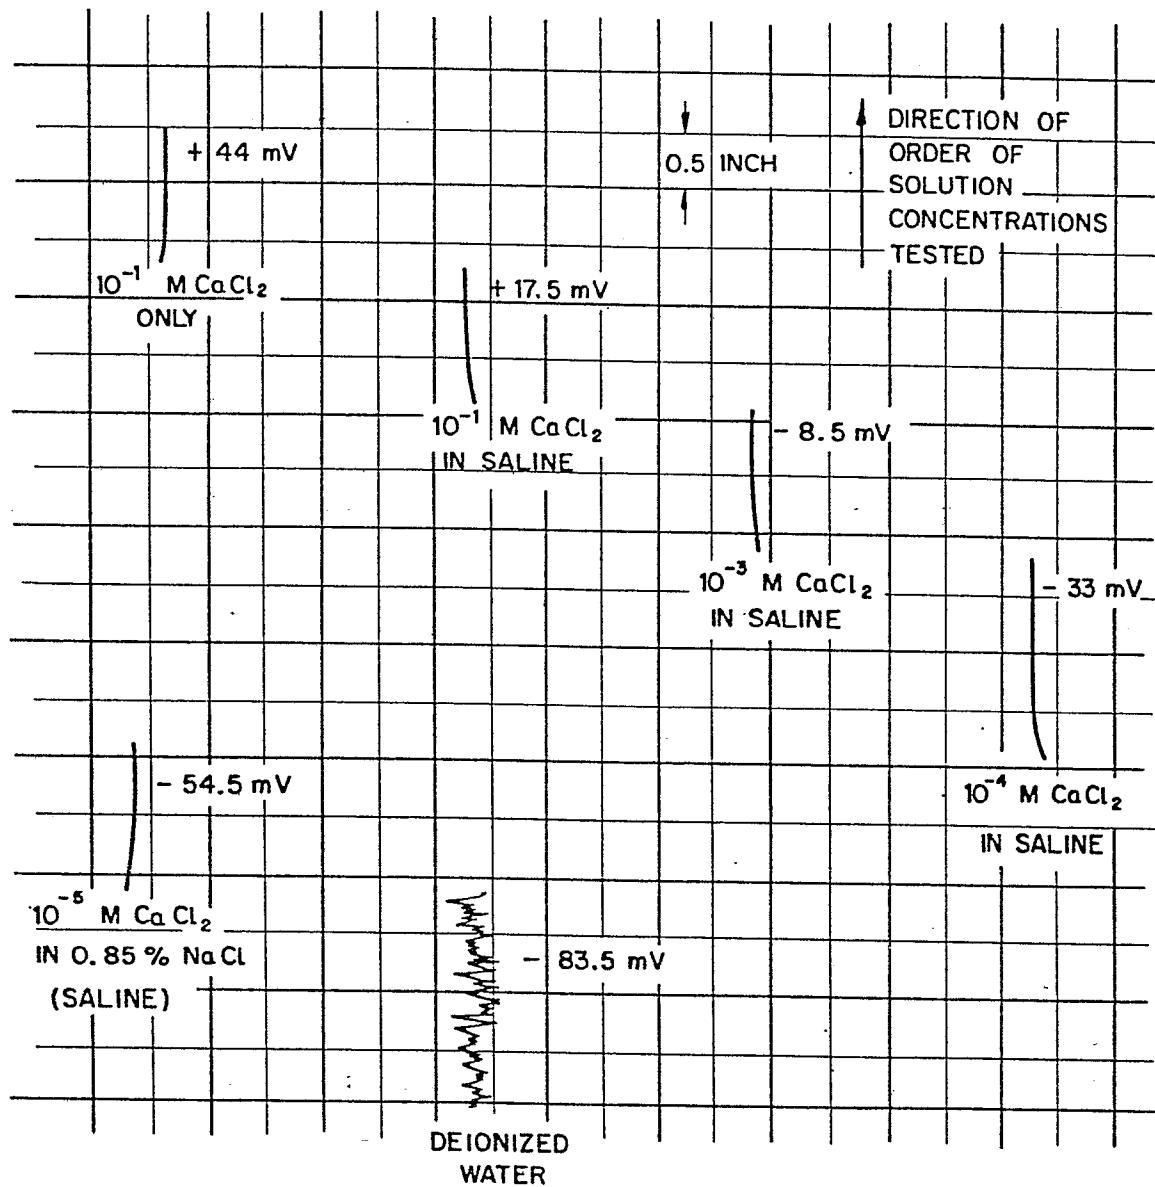 DIRECTION OF
ORDER OF
SOLUTION
CONCENTRATIONS
TESTED
0.5 INCH
+ 44 mV
10⁻¹ M CaCl₂
ONLY
+ 17.5 mV
10⁻¹ M CaCl₂
IN SALINE
- 8.5 mV
10⁻³ M CaCl₂
IN SALINE
- 33 mV
10⁻⁴ M CaCl₂
IN SALINE
- 54.5 mV
10⁻⁵ M CaCl₂
IN 0.85 % NaCl
(SALINE)
- 83.5 mV
DEIONIZED
WATER